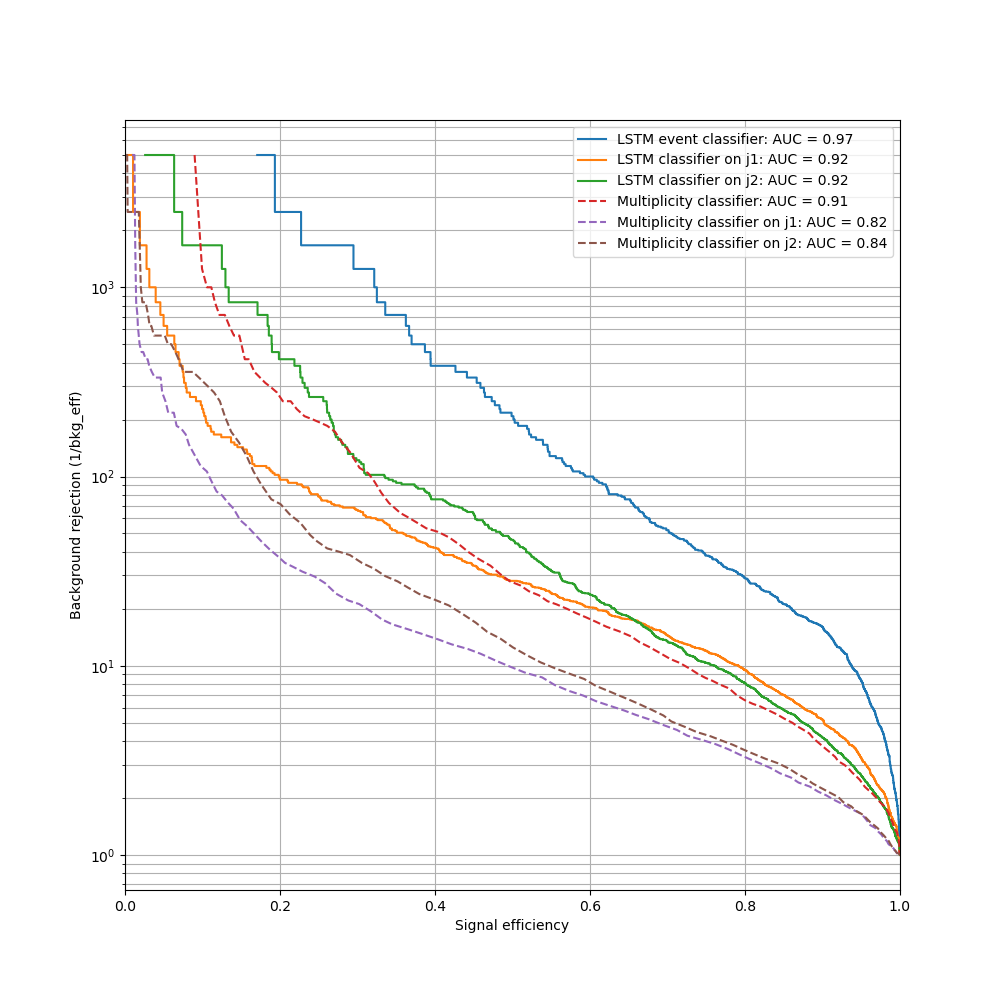 LSTM event classifier: AUC = 0.97
LSTM classifier on j1: AUC = 0.92
LSTM classifier on j2: AUC = 0.92
Multiplicity classifier: AUC = 0.91
Multiplicity classifier on j1: AUC = 0.82
Multiplicity classifier on j2: AUC = 0.84
Background rejection (1/bkg_eff)
10³
10²
10¹
10⁰
0.0 0.2 0.4 0.6 0.8 1.0
Signal efficiency